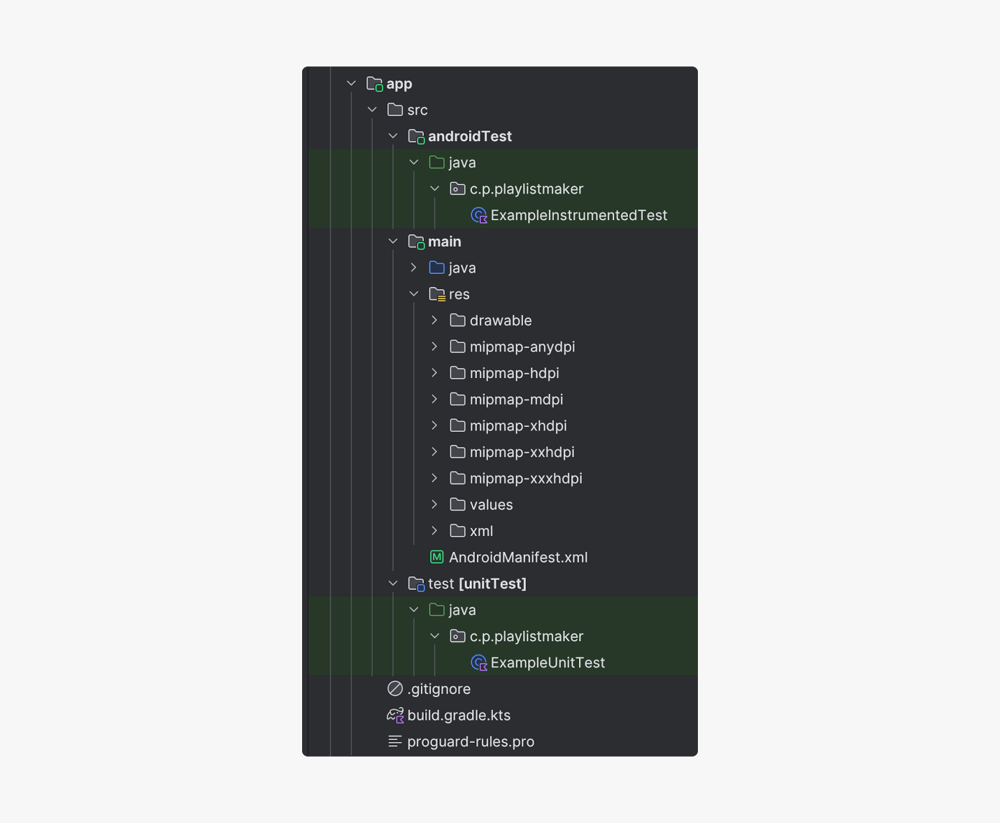 app
src
androidTest
java
c.p.playlistmaker
ExampleInstrumentedTest
main
java
res
drawable
mipmap-anydpi
mipmap-hdpi
mipmap-mdpi
mipmap-xhdpi
mipmap-xxhdpi
mipmap-xxxhdpi
values
xml
AndroidManifest.xml
test [unitTest]
java
c.p.playlistmaker
ExampleUnitTest
.gitignore
build.gradle.kts
proguard-rules.pro